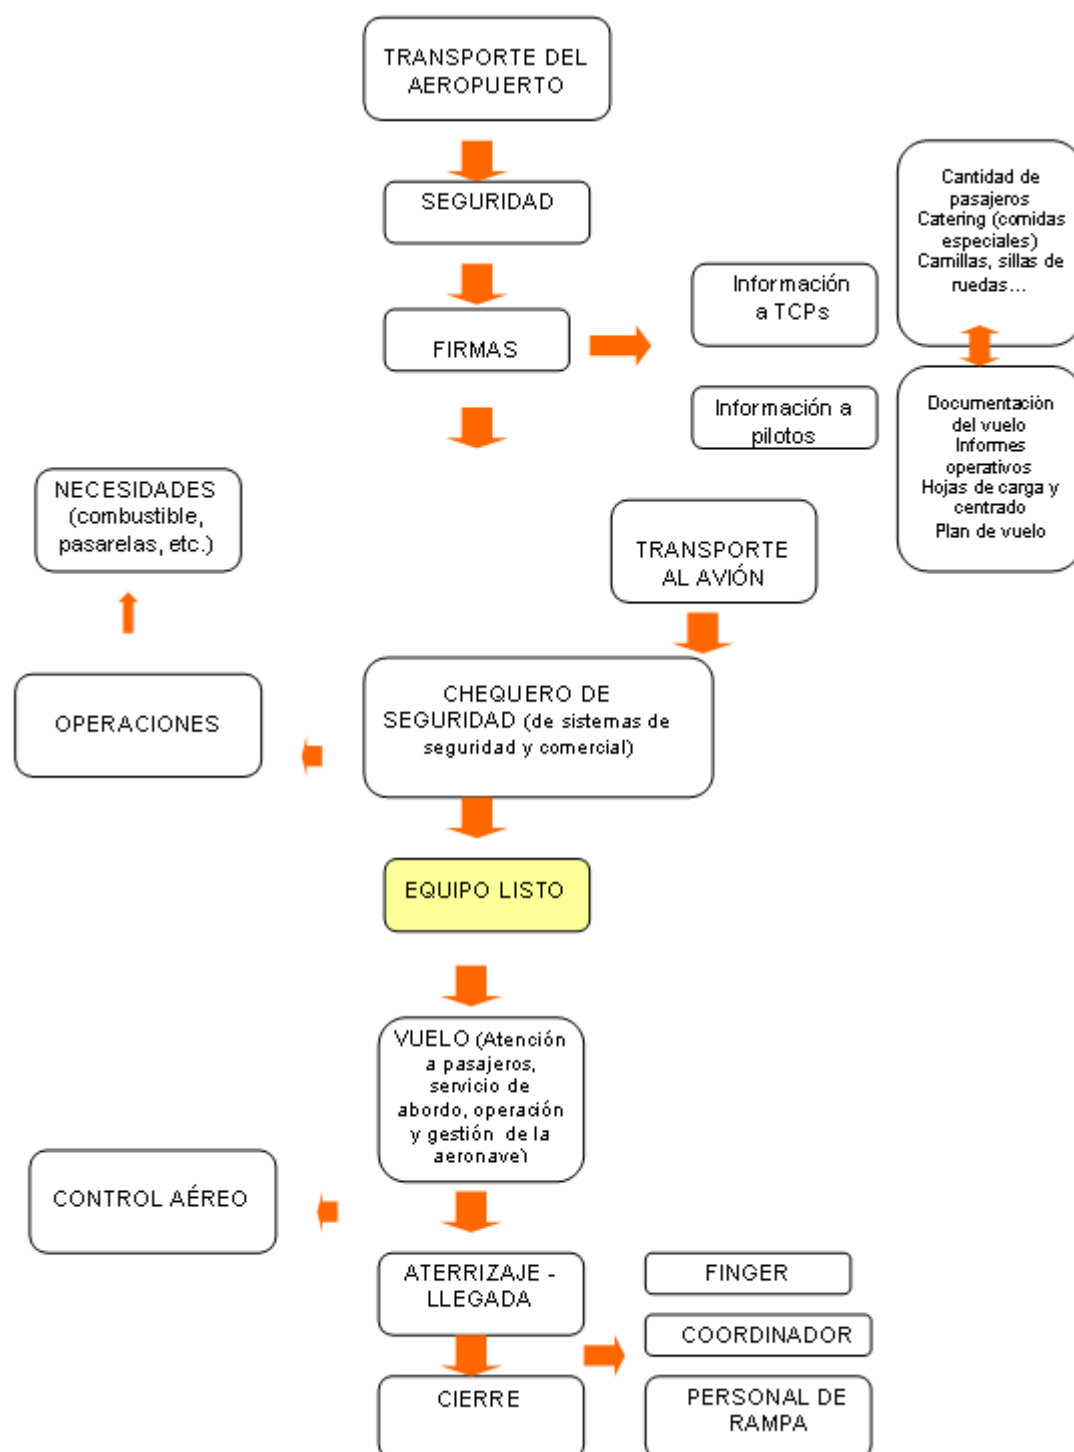 TRANSPORTE DEL
AEROPUERTO
SEGURIDAD
FIRMAS
Información
a TCPs
Cantidad de
pasajeros
Catering (comidas
especiales)
Camillas, sillas de
ruedas...
Información a
pilotos
Documentación
del vuelo
Informes
operativos
Hojas de carga y
centrado
Plan de vuelo
NECESIDADES
(combustible,
pasarelas, etc.)
TRANSPORTE
AL AVIÓN
OPERACIONES
CHEQUERO DE
SEGURIDAD (de sistemas de
seguridad y comercial)
EQUIPO LISTO
VUELO (Atención
a pasajeros,
servicio de
abordo, operación
y gestión de la
aeronave)
CONTROL AÉREO
ATERRIZAJE -
LLEGADA
FINGER
COORDINADOR
CIERRE
PERSONAL DE
RAMPA